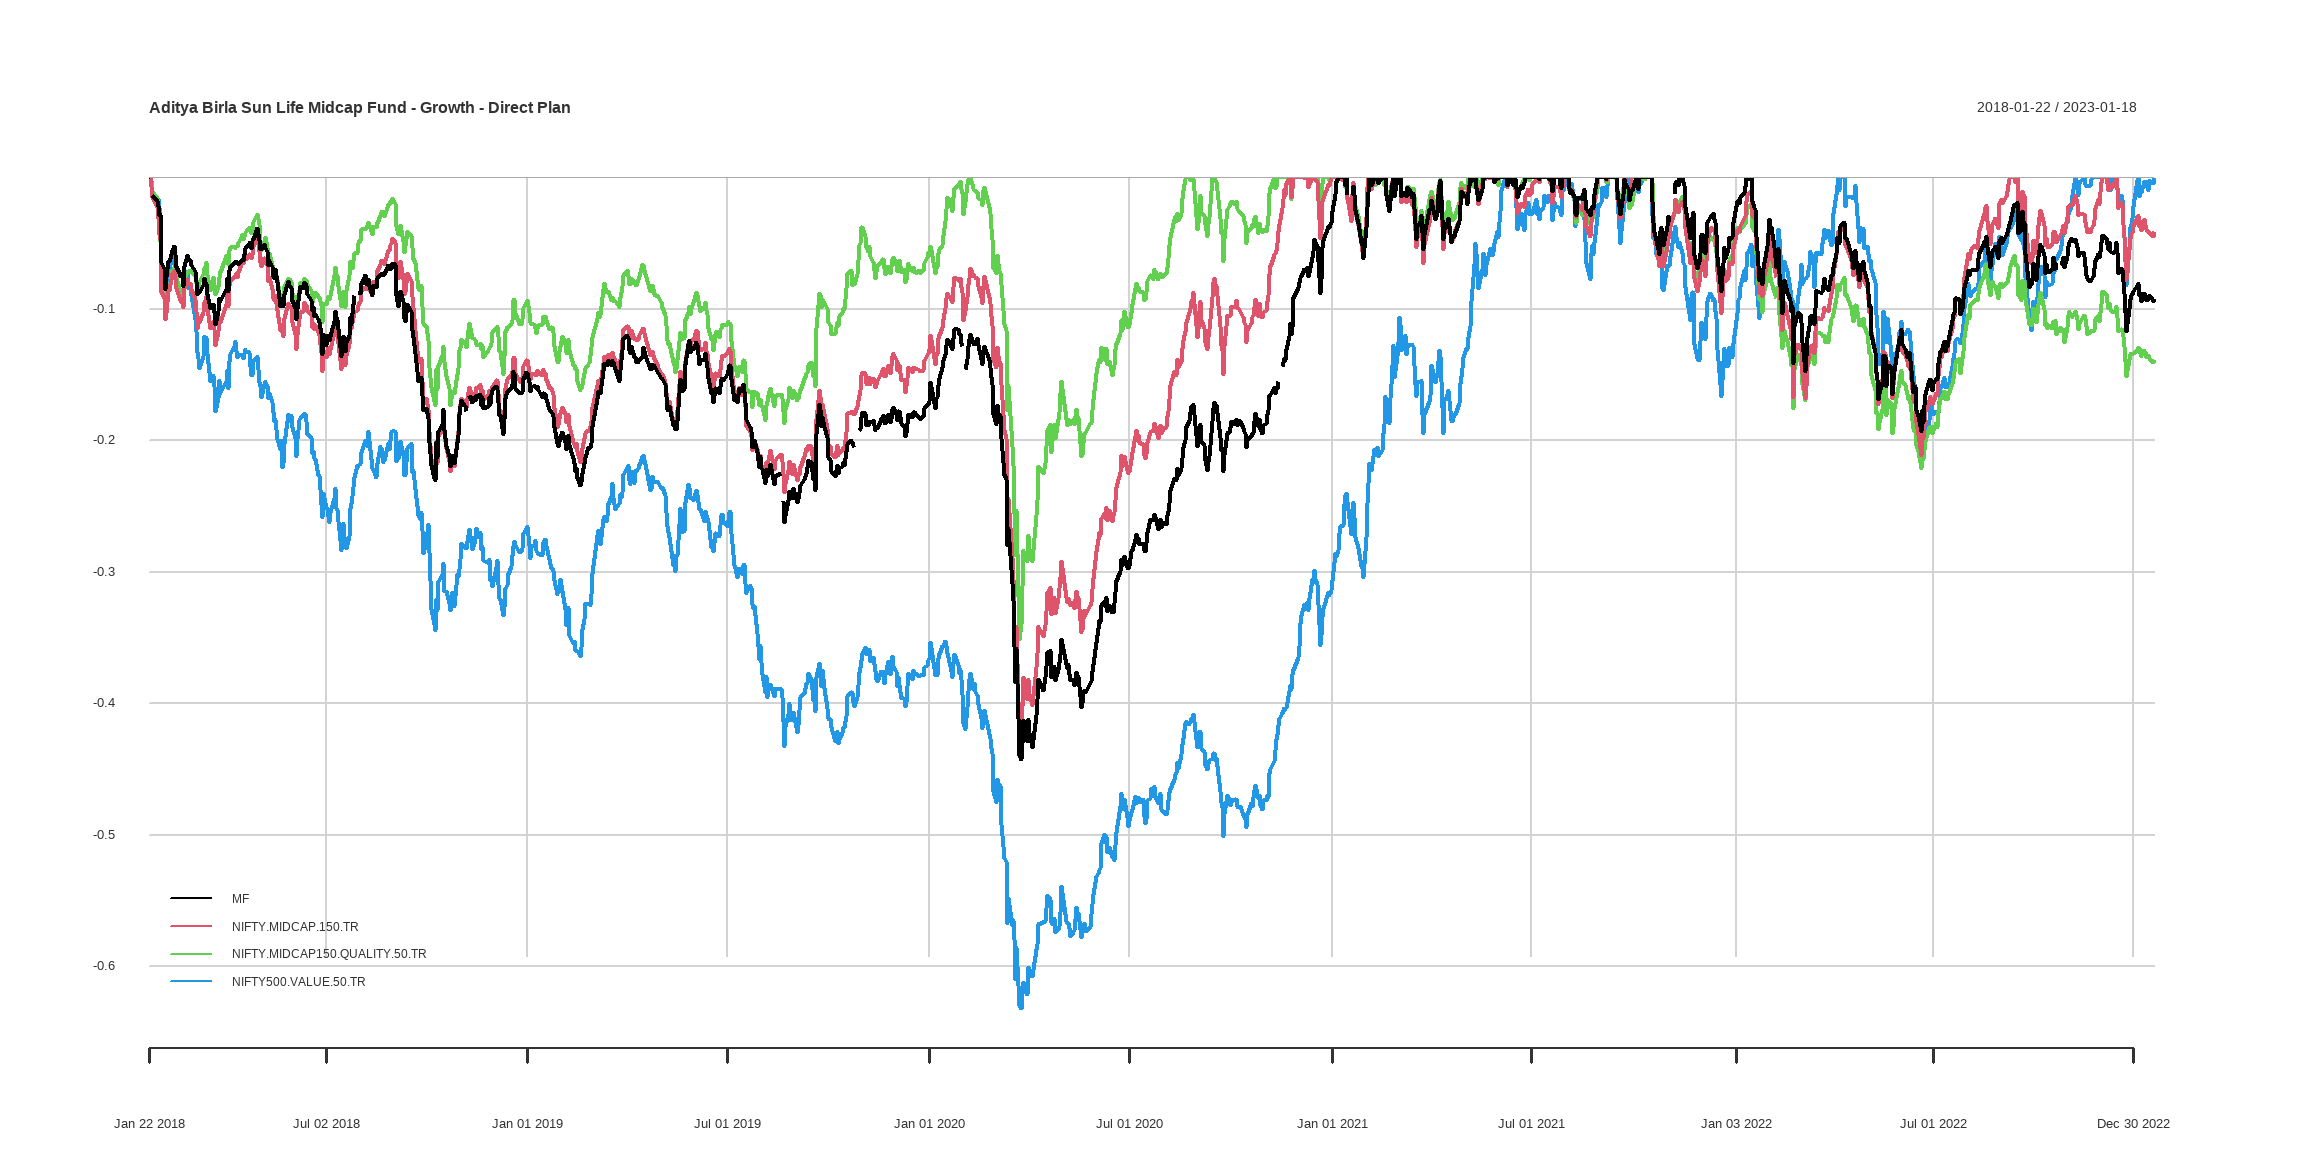 Aditya Birla Sun Life Midcap Fund - Growth - Direct Plan
2018-01-22 / 2023-01-18
-0.1
-0.2
-0.3
-0.4
-0.5
-0.6
MF
NIFTY.MIDCAP.150.TR
NIFTY.MIDCAP150.QUALITY.50.TR
NIFTY500.VALUE.50.TR
Jan 22 2018
Jul 02 2018
Jan 01 2019
Jul 01 2019
Jan 01 2020
Jul 01 2020
Jan 01 2021
Jul 01 2021
Jan 03 2022
Jul 01 2022
Dec 30 2022